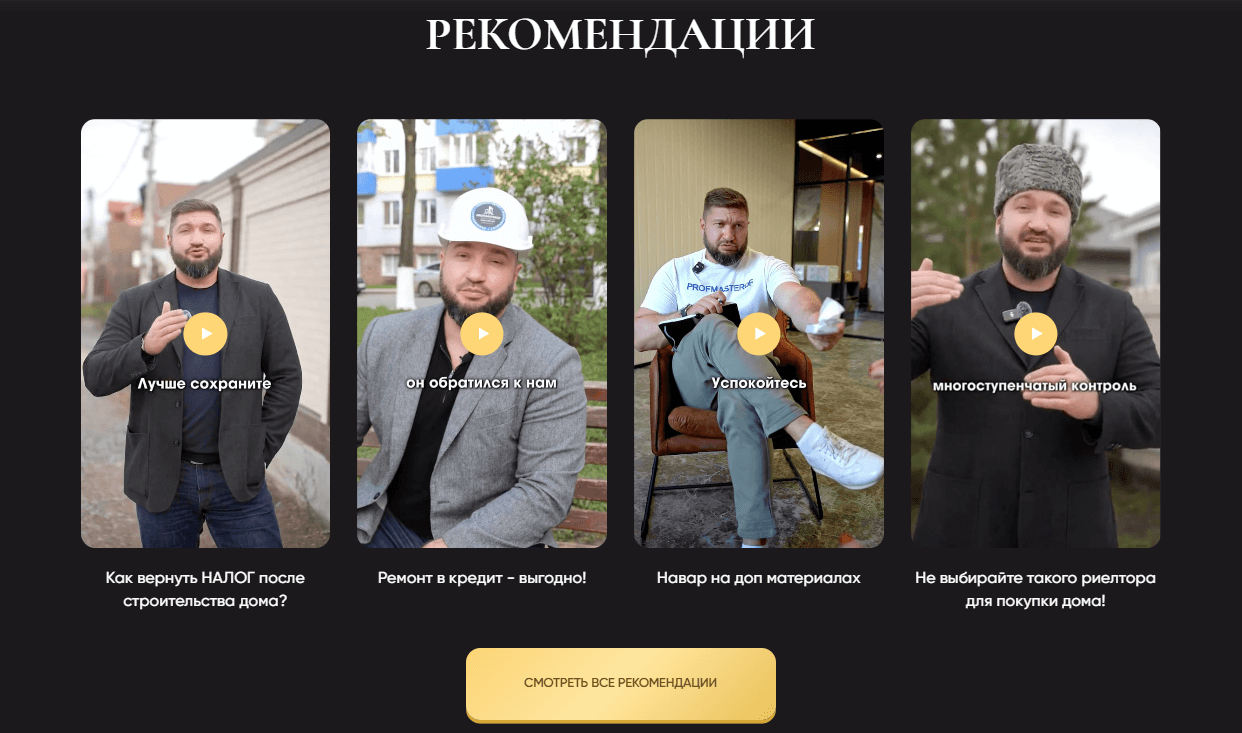 РЕКОМЕНДАЦИИ
Лучше сохраните
он обратился к нам
PROFMASTER
Успокойтесь
многоступенчатый контроль
Как вернуть НАЛОГ после
строительства дома?
Ремонт в кредит - выгодно!
Навар на доп материалах
Не выбирайте такого риелтора
для покупки дома!
СМОТРЕТЬ ВСЕ РЕКОМЕНДАЦИИ